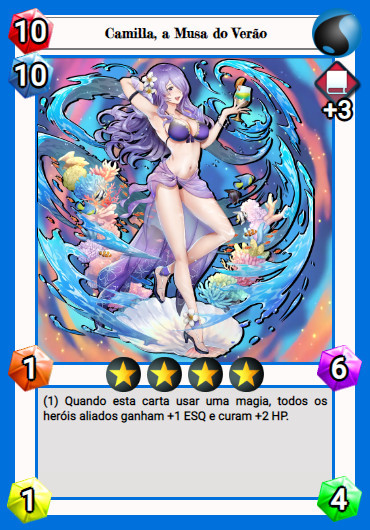 10
Camilla, a Musa do Verão
10
+3
1
6
(1) Quando esta carta usar uma magia, todos os
heróis aliados ganham +1 ESQ e curam +2 HP.
1
4